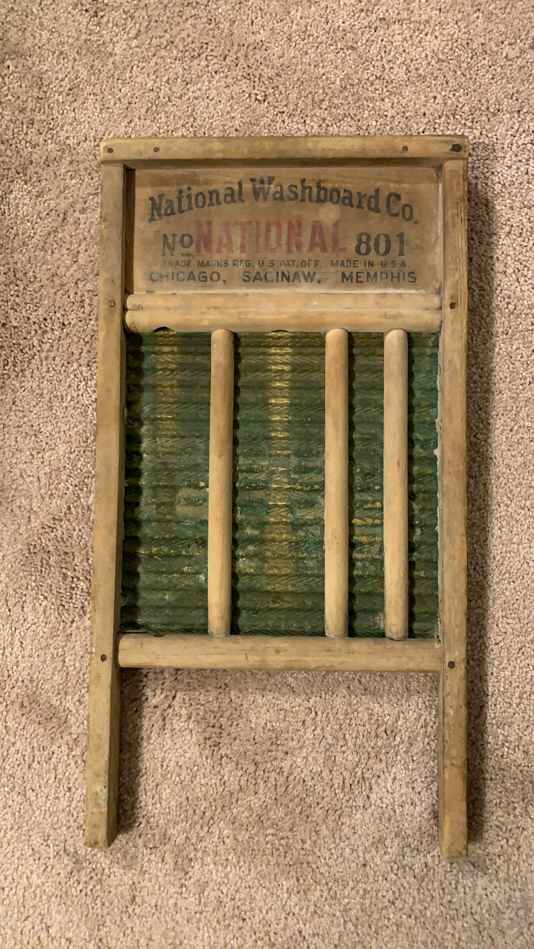 National Washboard Co.
No NATIONAL 801
TRADE MARKS REG. U.S. PAT. OFF. MADE IN U.S.A.
CHICAGO, SAGINAW, MEMPHIS